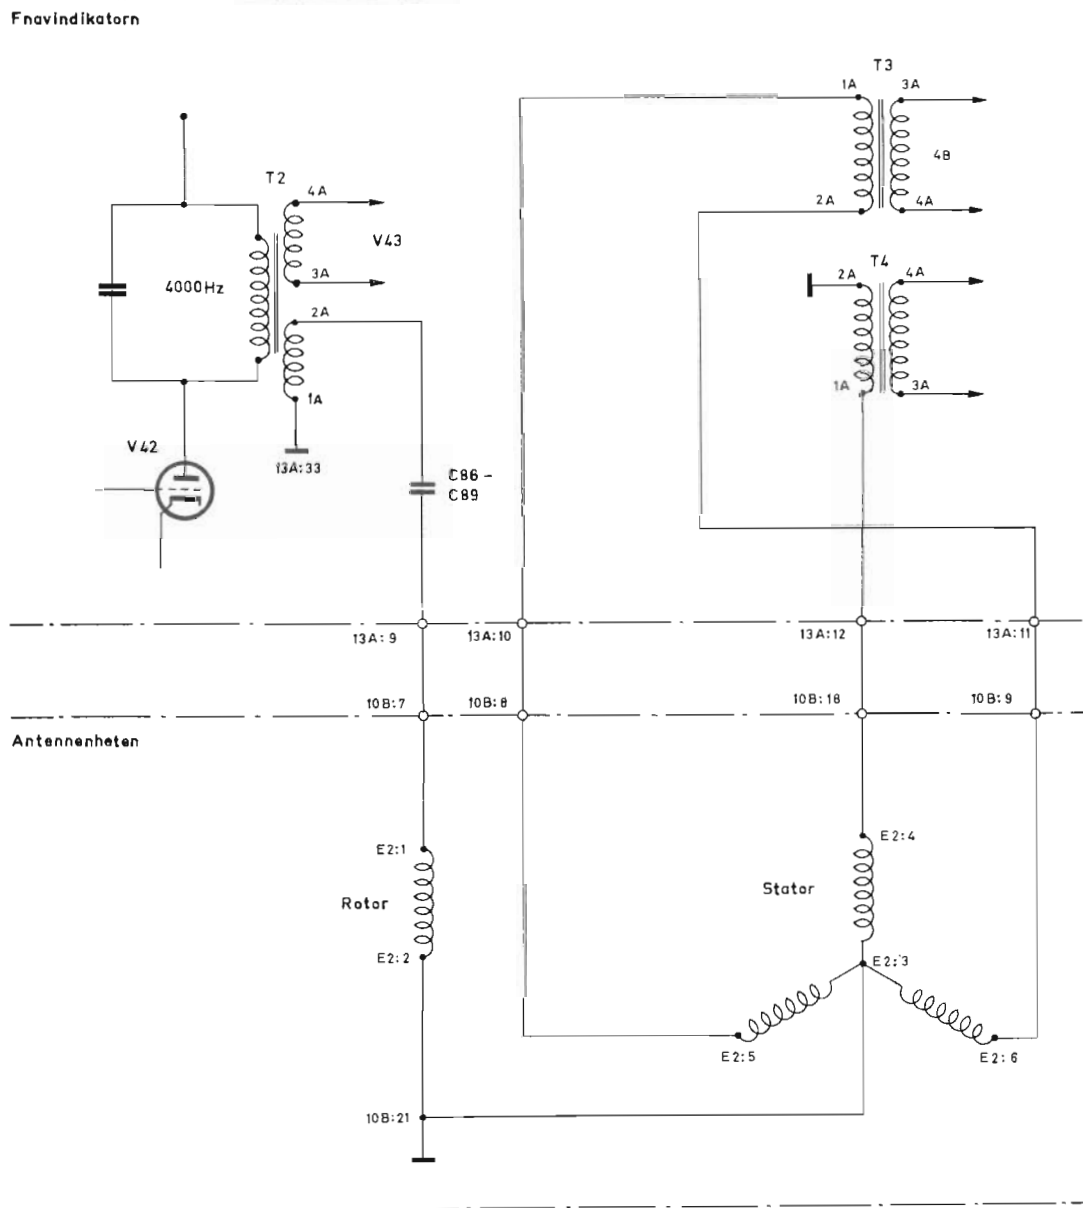 Fnavindikatorn
T3
1A
3A
4B
2A
4A
T2
4A
V43
3A
4000Hz
2A
1A
13A:33
V42
C86 –
C89
T4
2A
4A
1A
3A
13A:9
13A:10
13A:12
13A:11
10B:7
10B:8
10B:18
10B:9
Antennenheten
E2:1
Rotor
E2:2
E2:4
Stator
E2:3
E2:5
E2:6
10B:21